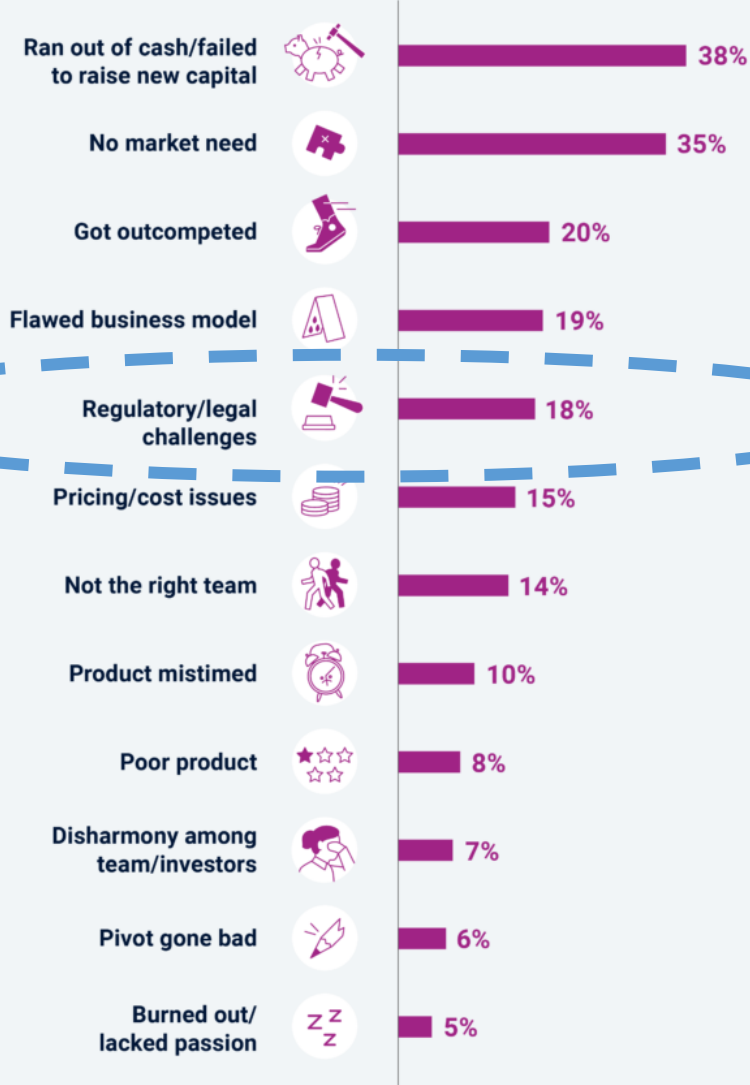 Ran out of cash/failed
to raise new capital
38%
No market need
35%
Got outcompeted
20%
Flawed business model
19%
Regulatory/legal
challenges
18%
Pricing/cost issues
15%
Not the right team
14%
Product mistimed
10%
Poor product
8%
Disharmony among
team/investors
7%
Pivot gone bad
6%
Burned out/
lacked passion
Z Z
Z
5%